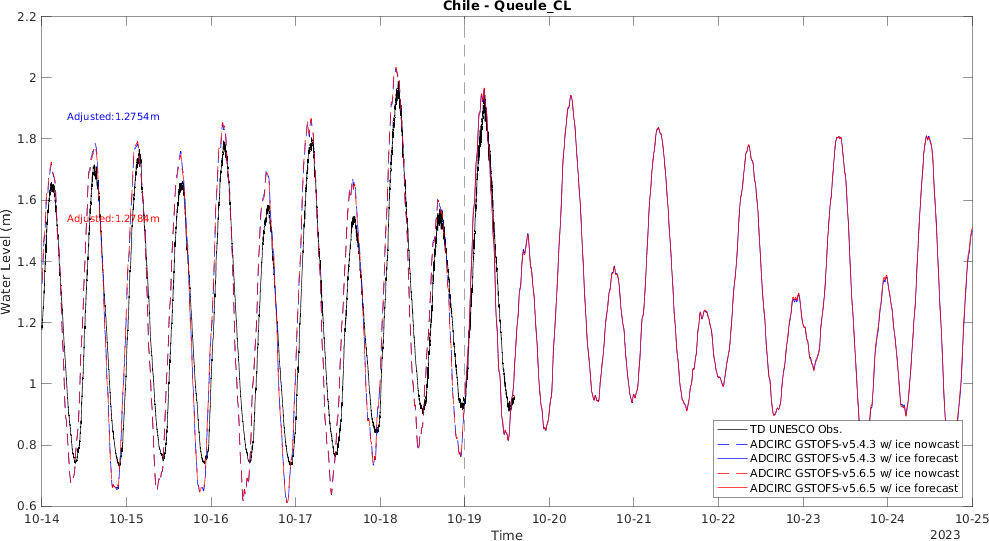 Chile - Queule_CL
2.2
2
1.8
1.6
1.4
1.2
1
0.8
0.6
Water Level (m)
Adjusted:1.2754m
Adjusted:1.2784m
TD UNESCO Obs.
ADCIRC GSTOFS-v5.4.3 w/ ice nowcast
ADCIRC GSTOFS-v5.4.3 w/ ice forecast
ADCIRC GSTOFS-v5.6.5 w/ ice nowcast
ADCIRC GSTOFS-v5.6.5 w/ ice forecast
10-14 10-15 10-16 10-17 10-18 10-19 10-20 10-21 10-22 10-23 10-24 10-25
Time
2023